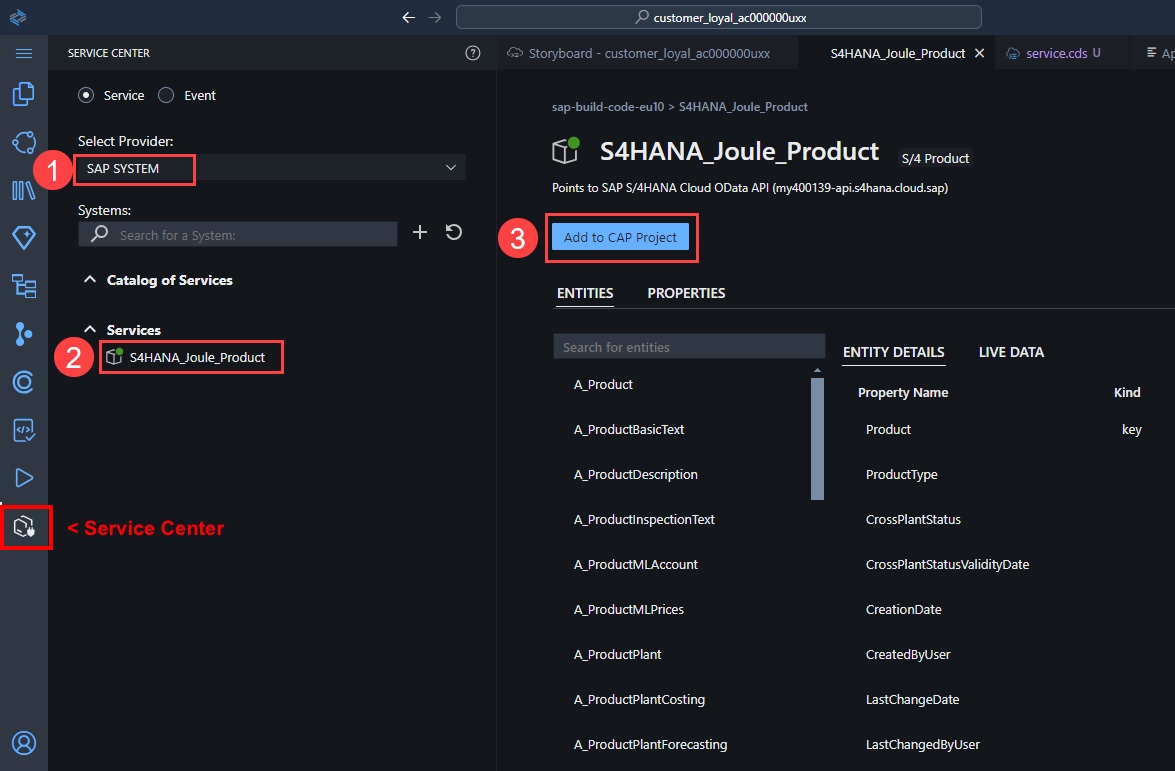 customer_loyal_ac000000uxx
SERVICE CENTER
?
Storyboard - customer_loyal_ac000000uxx
S4HANA_Joule_Product
service.cds U
Service
Event
Select Provider:
1
SAP SYSTEM
Systems:
Search for a System:
Catalog of Services
Services
2
S4HANA_Joule_Product
< Service Center
sap-build-code-eu10 > S4HANA_Joule_Product
S4HANA_Joule_Product
S/4 Product
Points to SAP S/4HANA Cloud OData API (my400139-api.s4hana.cloud.sap)
3
Add to CAP Project
ENTITIES
PROPERTIES
Search for entities
A_Product
A_ProductBasicText
A_ProductDescription
A_ProductInspectionText
A_ProductMLAccount
A_ProductMLPrices
A_ProductPlant
A_ProductPlantCosting
A_ProductPlantForecasting
ENTITY DETAILS
LIVE DATA
Property Name
Kind
Product
key
ProductType
CrossPlantStatus
CrossPlantStatusValidityDate
CreationDate
CreatedByUser
LastChangeDate
LastChangedByUser